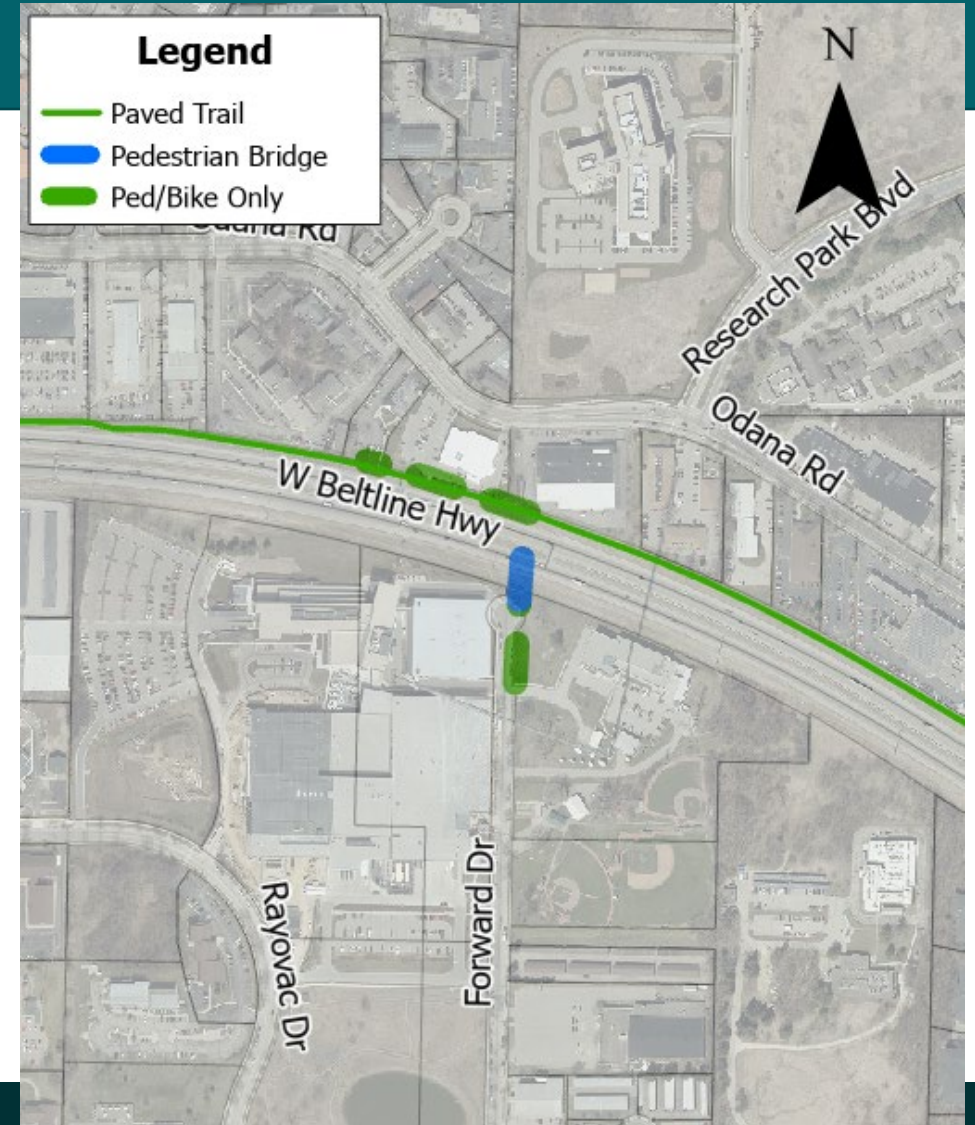 Legend
Paved Trail
Pedestrian Bridge
Ped/Bike Only
N
Odana Rd
Research Park Blvd
Odana Rd
W Beltline Hwy
Rayovac Dr
Forward Dr